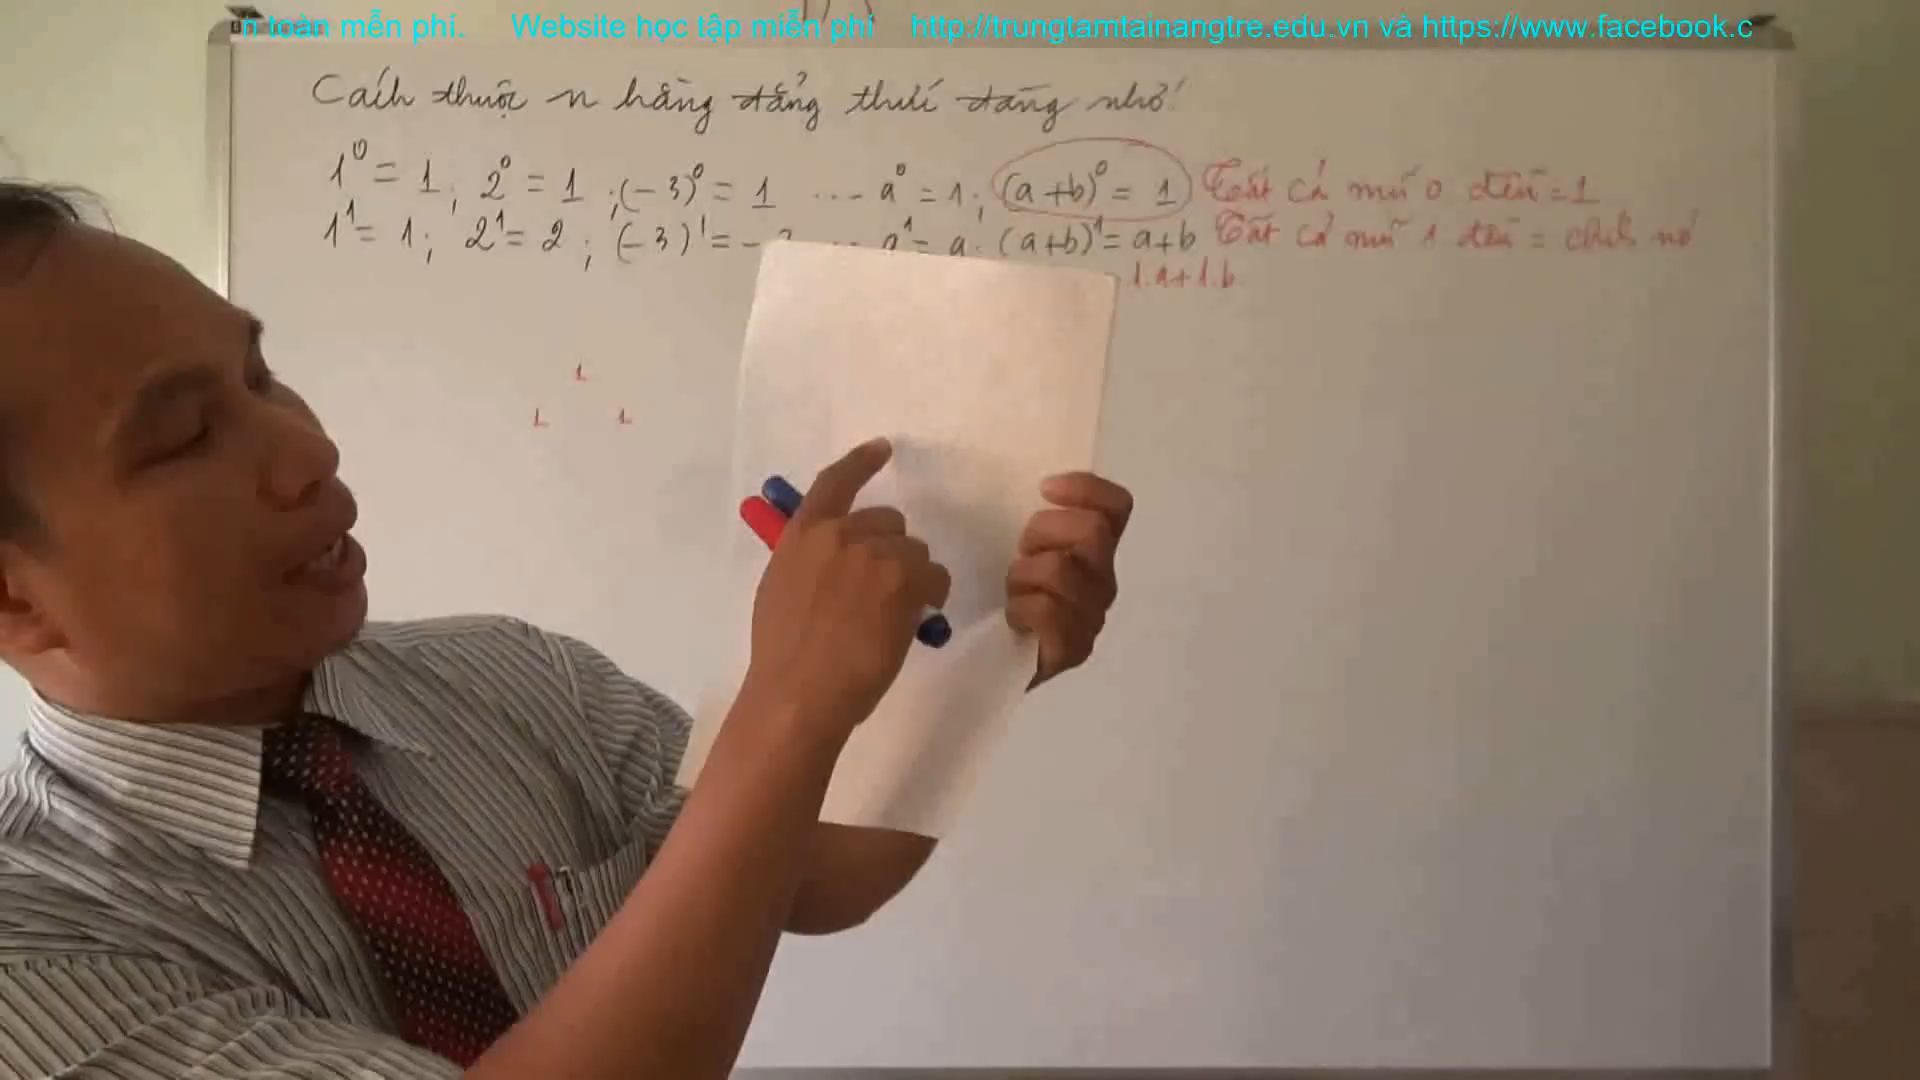 n toàn mễn phí. Website học tập miễn phí http://trungtamtainangtre.edu.vn và https://www.facebook.c
Cách thuộc n hằng đẳng thức đáng nhớ!
1⁰ = 1 ; 2⁰ = 1 ; (-3)⁰ = 1 ... a⁰ = 1 ; (a+b)⁰ = 1 Tất cả mũ 0 đều = 1
1¹ = 1 ; 2¹ = 2 ; (-3)¹ = - ... a¹ = a. (a+b)¹ = a+b Tất cả mũ 1 đều = chính nó
1.a+1.b
1
1 1